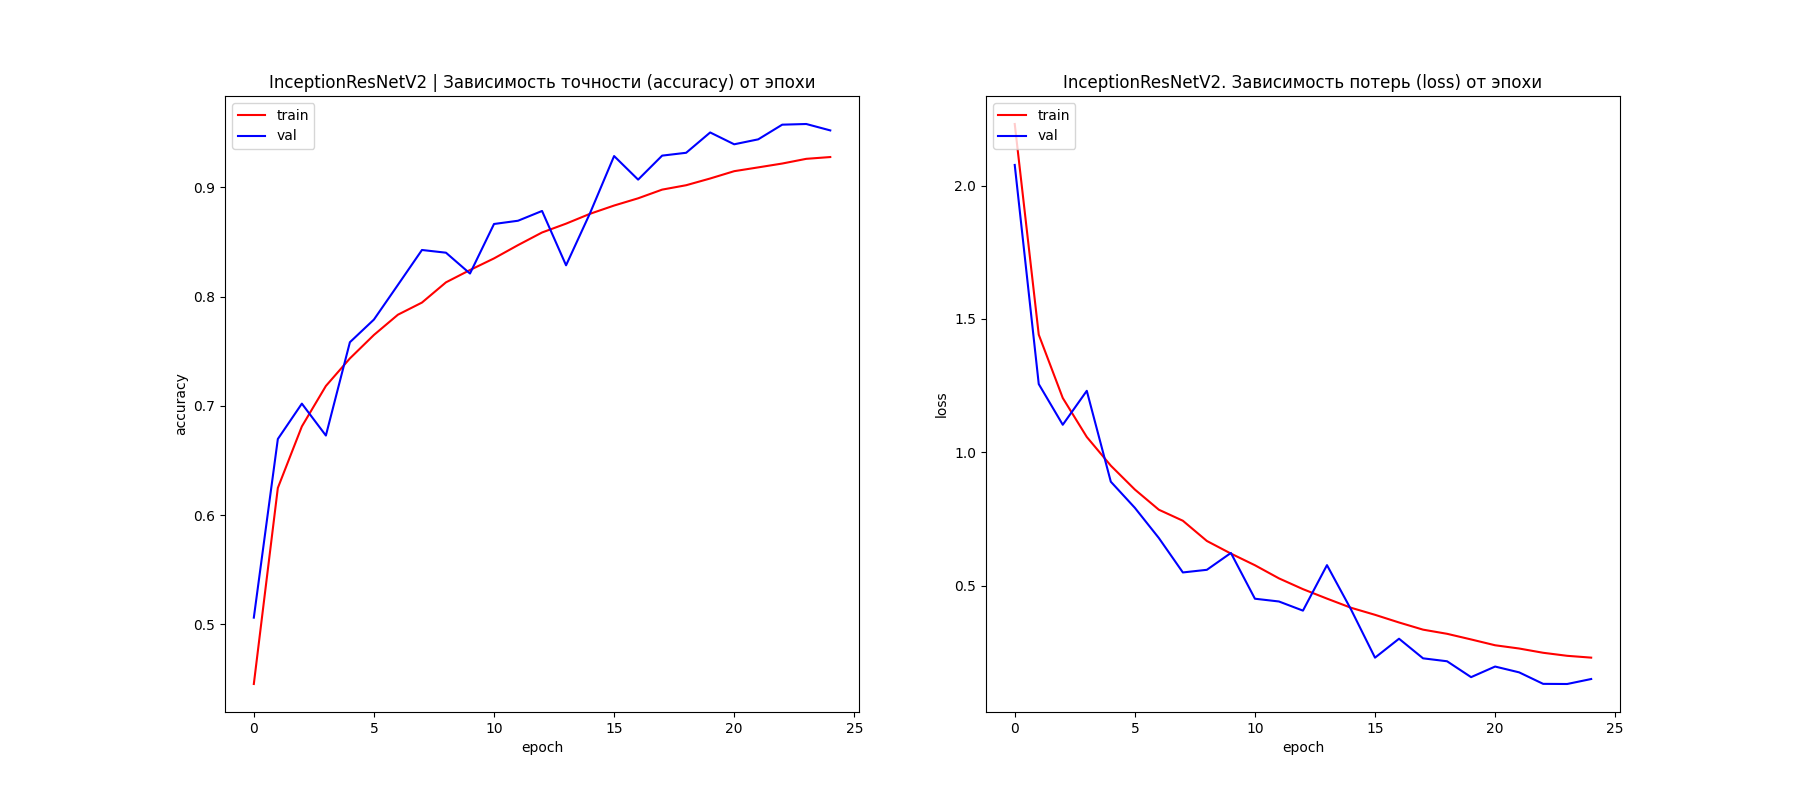 InceptionResNetV2 | Зависимость точности (accuracy) от эпохи
train
val
0.9
0.8
0.7
0.6
0.5
accuracy
0 5 10 15 20 25
epoch
InceptionResNetV2. Зависимость потерь (loss) от эпохи
train
val
2.0
1.5
1.0
0.5
loss
0 5 10 15 20 25
epoch